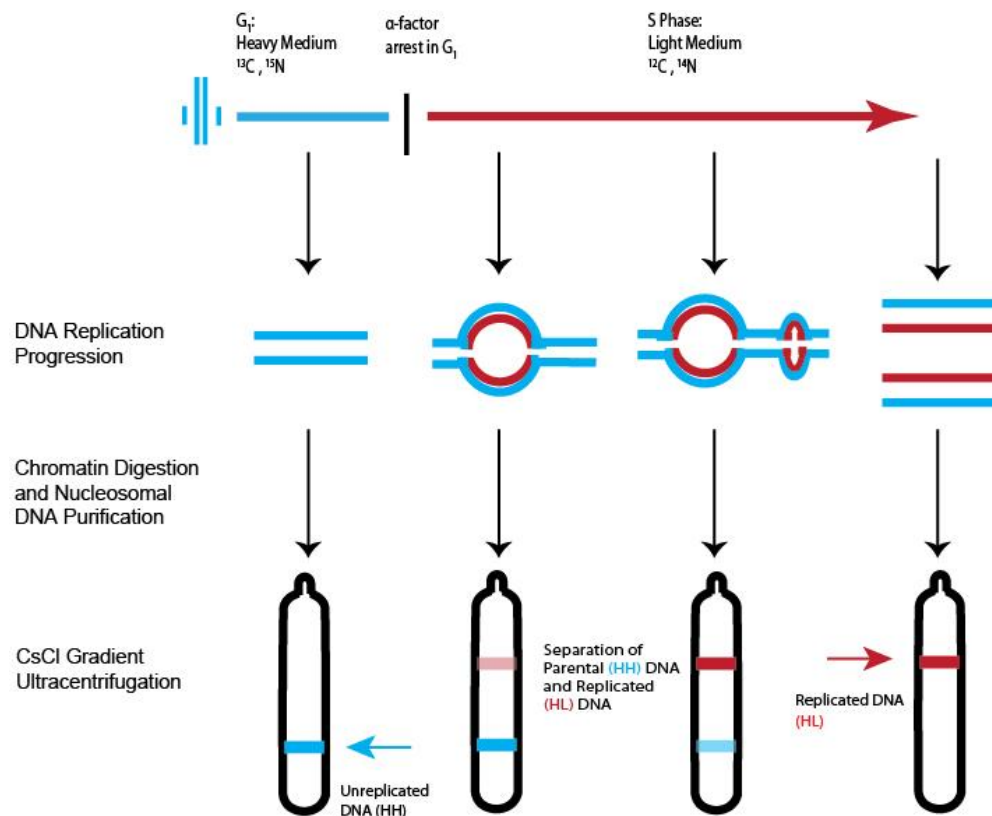 G₁:
Heavy Medium
¹³C , ¹⁵N
α-factor
arrest in G₁
S Phase:
Light Medium
¹²C , ¹⁴N
DNA Replication
Progression
Chromatin Digestion
and Nucleosomal
DNA Purification
CsCl Gradient
Ultracentrifugation
Unreplicated
DNA (HH)
Separation of
Parental (HH) DNA
and Replicated
(HL) DNA
Replicated DNA
(HL)